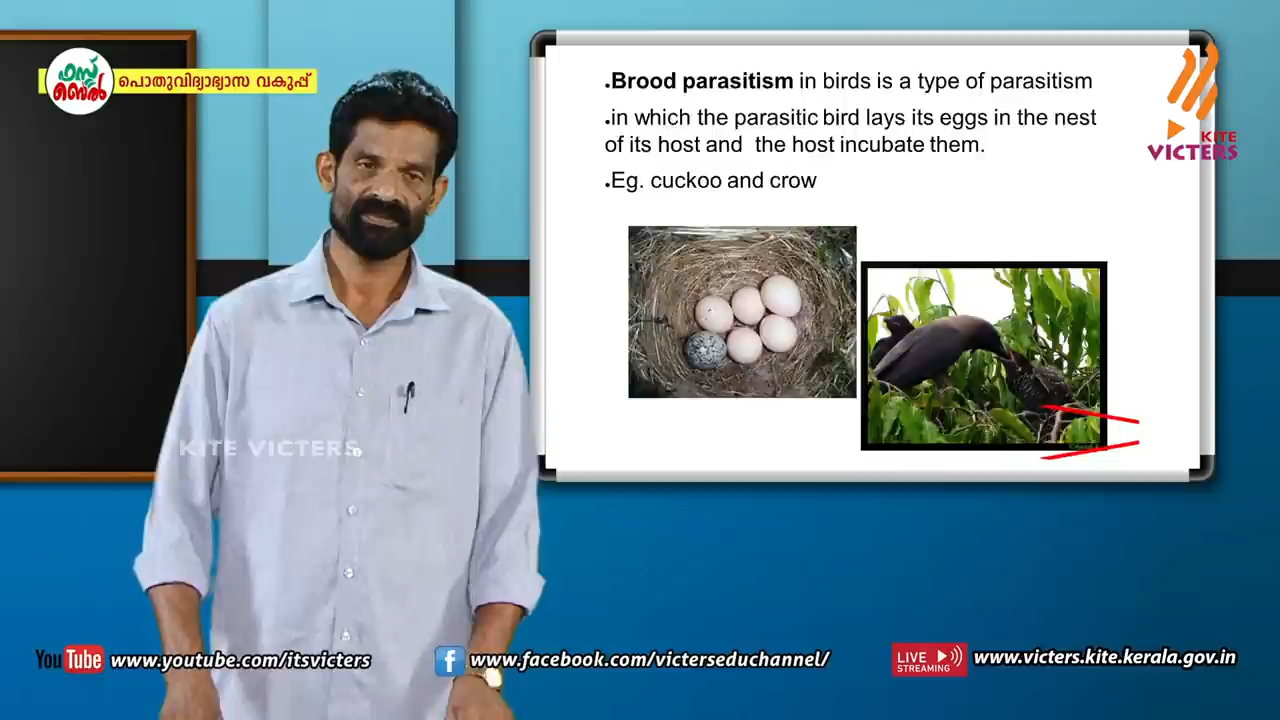 ഫസ്റ്റ്
ബെൽ
പൊതുവിദ്യാഭ്യാസ വകുപ്പ്
.Brood parasitism in birds is a type of parasitism
.in which the parasitic bird lays its eggs in the nest
of its host and the host incubate them.
.Eg. cuckoo and crow
KITE
VICTERS
KITE VICTERS
YouTube www.youtube.com/itsvicters
f www.facebook.com/victerseduchannel/
LIVE
STREAMING
www.victers.kite.kerala.gov.in